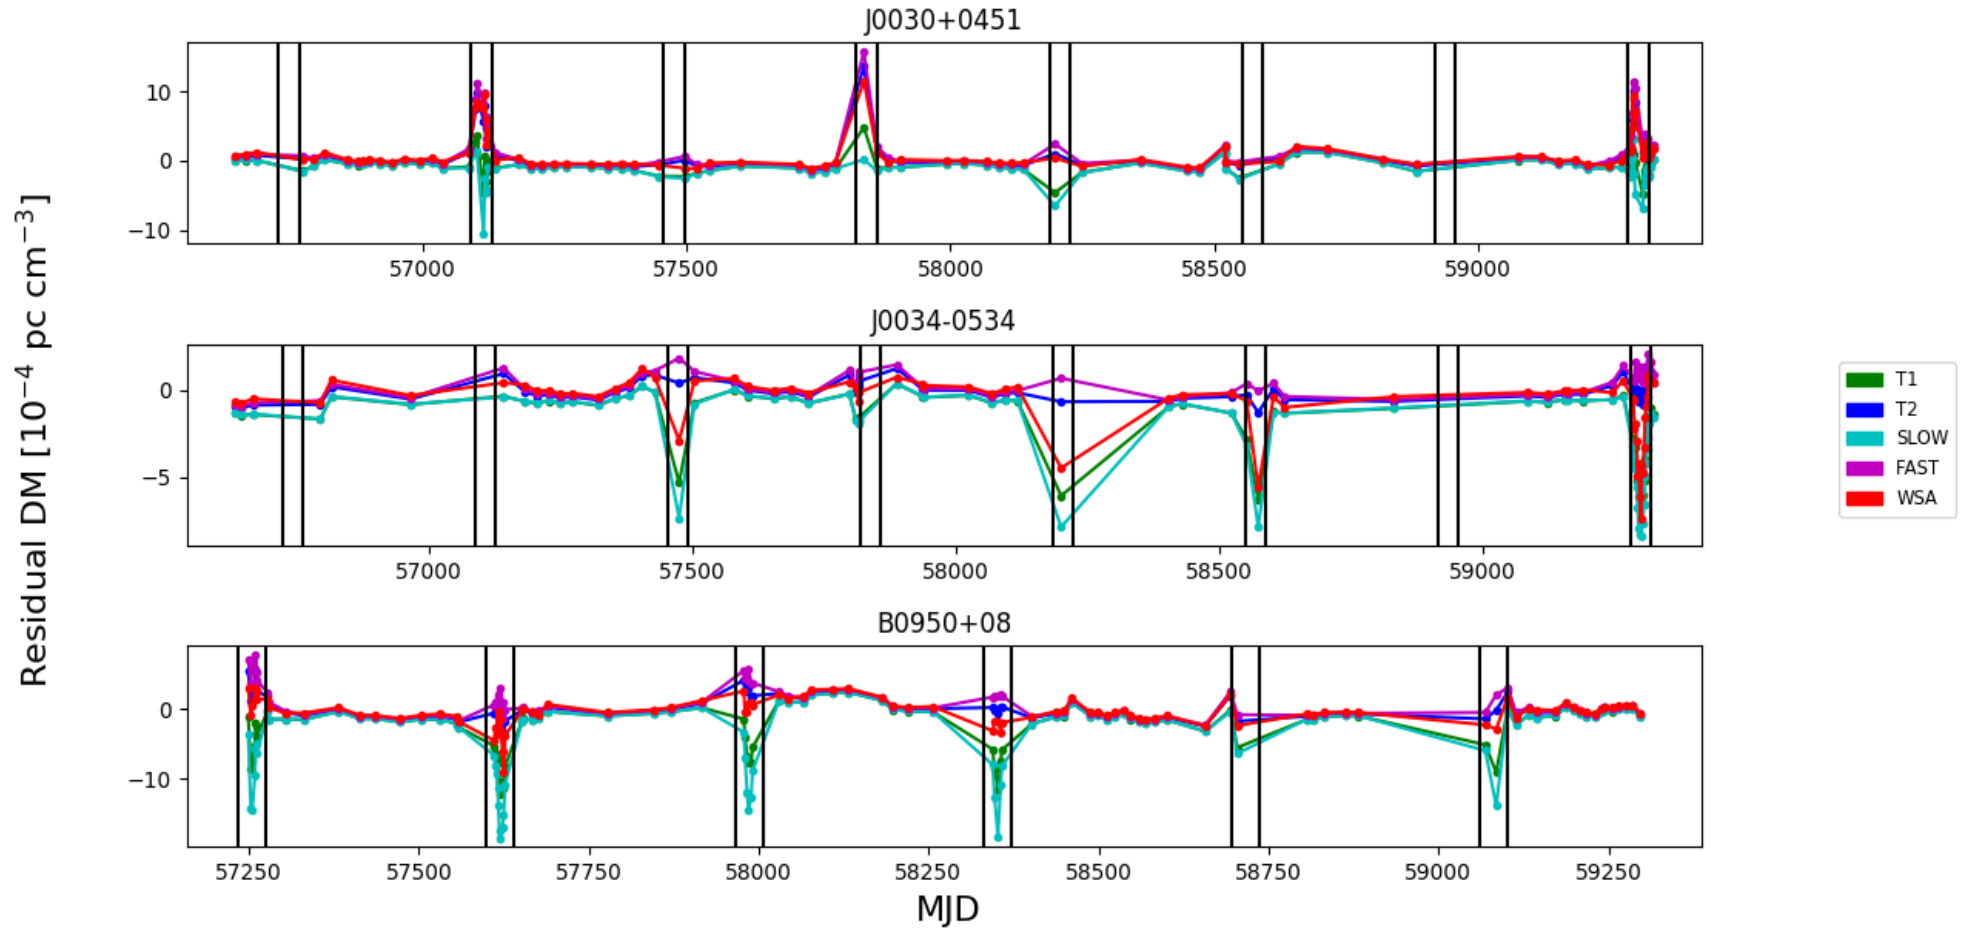 J0030+0451
10
0
−10
57000 57500 58000 58500 59000
J0034-0534
0
−5
57000 57500 58000 58500 59000
B0950+08
0
−10
57250 57500 57750 58000 58250 58500 58750 59000 59250
MJD
Residual DM [10⁻⁴ pc cm⁻³]
T1
T2
SLOW
FAST
WSA